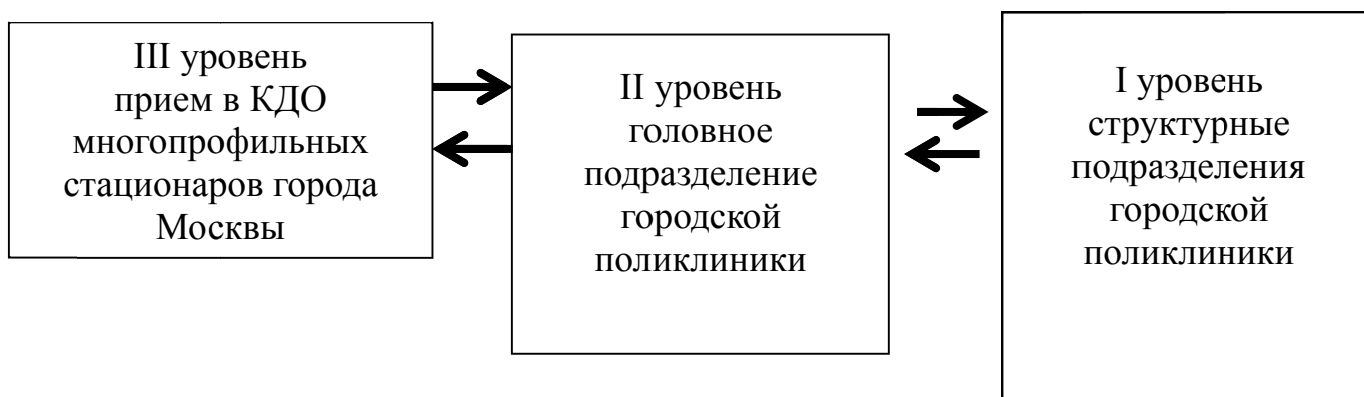 III уровень
прием в КДО
многопрофильных
стационаров города
Москвы
II уровень
головное
подразделение
городской
поликлиники
I уровень
структурные
подразделения
городской
поликлиники